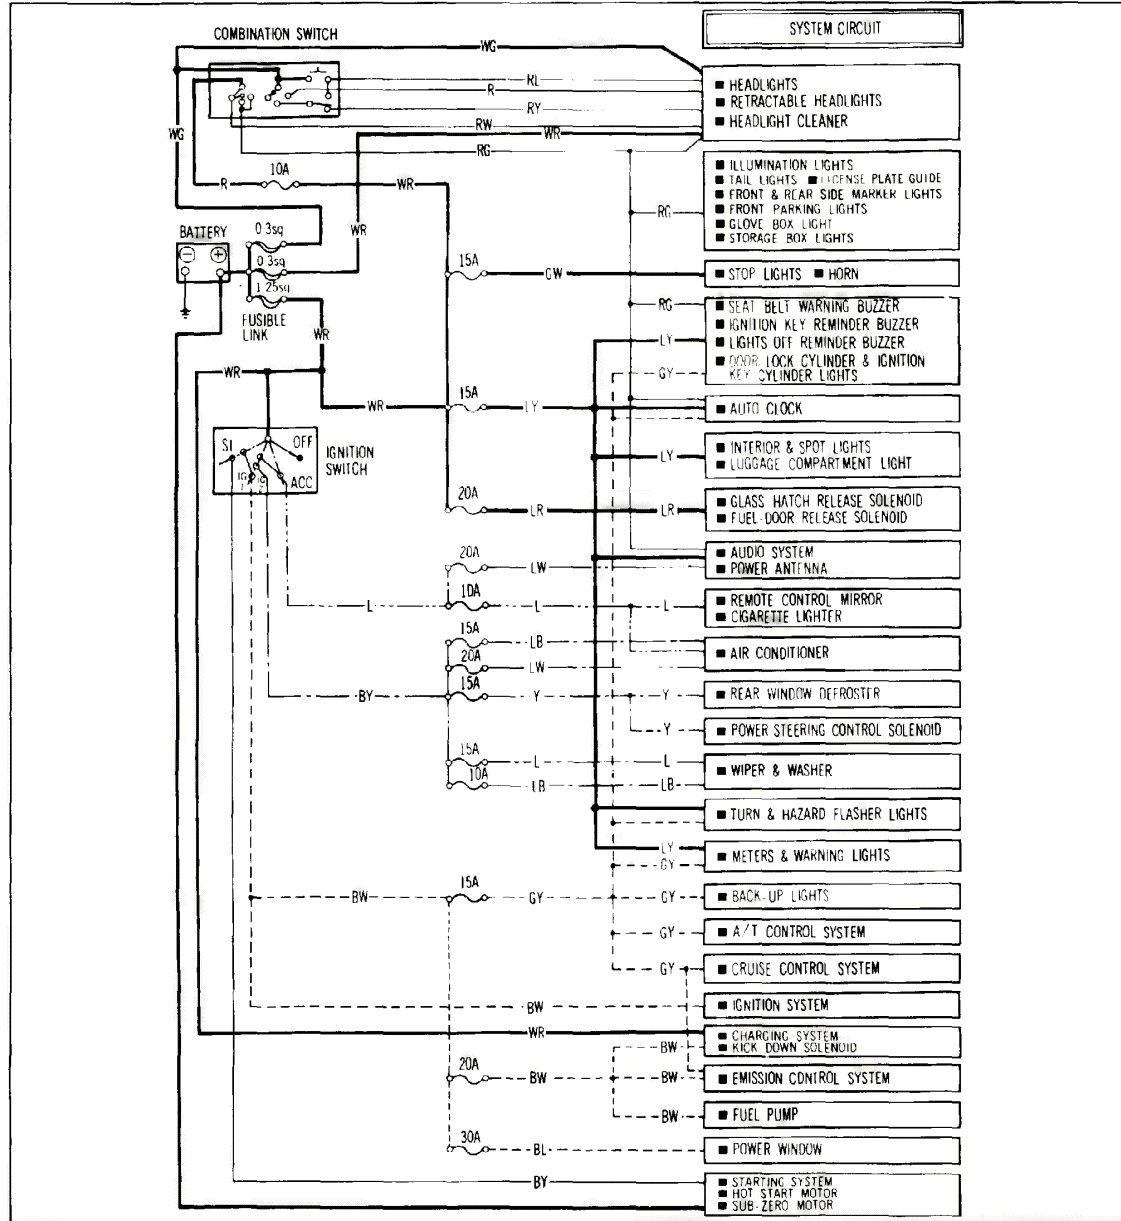 COMBINATION SWITCH
SYSTEM CIRCUIT
WG
RL
R
RY
RW
WR
RG
WG
■ HEADLIGHTS
■ RETRACTABLE HEADLIGHTS
■ HEADLIGHT CLEANER
10A
R
WR
■ ILLUMINATION LIGHTS
■ TAIL LIGHTS ■ LICENSE PLATE GUIDE
■ FRONT & REAR SIDE MARKER LIGHTS
■ FRONT PARKING LIGHTS
■ GLOVE BOX LIGHT
■ STORAGE BOX LIGHTS
RG
BATTERY
0.3sq
WR
0.3sq
1.25sq
FUSIBLE
LINK
WR
15A
GW
■ STOP LIGHTS ■ HORN
RG
LY
GY
■ SEAT BELT WARNING BUZZER
■ IGNITION KEY REMINDER BUZZER
■ LIGHTS OFF REMINDER BUZZER
■ DOOR LOCK CYLINDER & IGNITION
KEY CYLINDER LIGHTS
WR
WR
15A
LY
■ AUTO CLOCK
OFF
IG
1
IG
2
ACC
IGNITION
SWITCH
LY
■ INTERIOR & SPOT LIGHTS
■ LUGGAGE COMPARTMENT LIGHT
20A
LR
LR
■ GLASS HATCH RELEASE SOLENOID
■ FUEL-DOOR RELEASE SOLENOID
20A
LW
■ AUDIO SYSTEM
■ POWER ANTENNA
L
10A
L
L
■ REMOTE CONTROL MIRROR
■ CIGARETTE LIGHTER
15A
LB
20A
LW
■ AIR CONDITIONER
BY
15A
Y
Y
■ REAR WINDOW DEFROSTER
Y
■ POWER STEERING CONTROL SOLENOID
15A
L
L
10A
LB
LB
■ WIPER & WASHER
■ TURN & HAZARD FLASHER LIGHTS
LY
GY
■ METERS & WARNING LIGHTS
BW
15A
GY
GY
■ BACK-UP LIGHTS
GY
■ A/T CONTROL SYSTEM
GY
■ CRUISE CONTROL SYSTEM
BW
■ IGNITION SYSTEM
WR
■ CHARGING SYSTEM
■ KICK DOWN SOLENOID
BW
20A
BW
BW
■ EMISSION CONTROL SYSTEM
BW
■ FUEL PUMP
30A
BL
■ POWER WINDOW
BY
■ STARTING SYSTEM
■ HOT START MOTOR
■ SUB-ZERO MOTOR